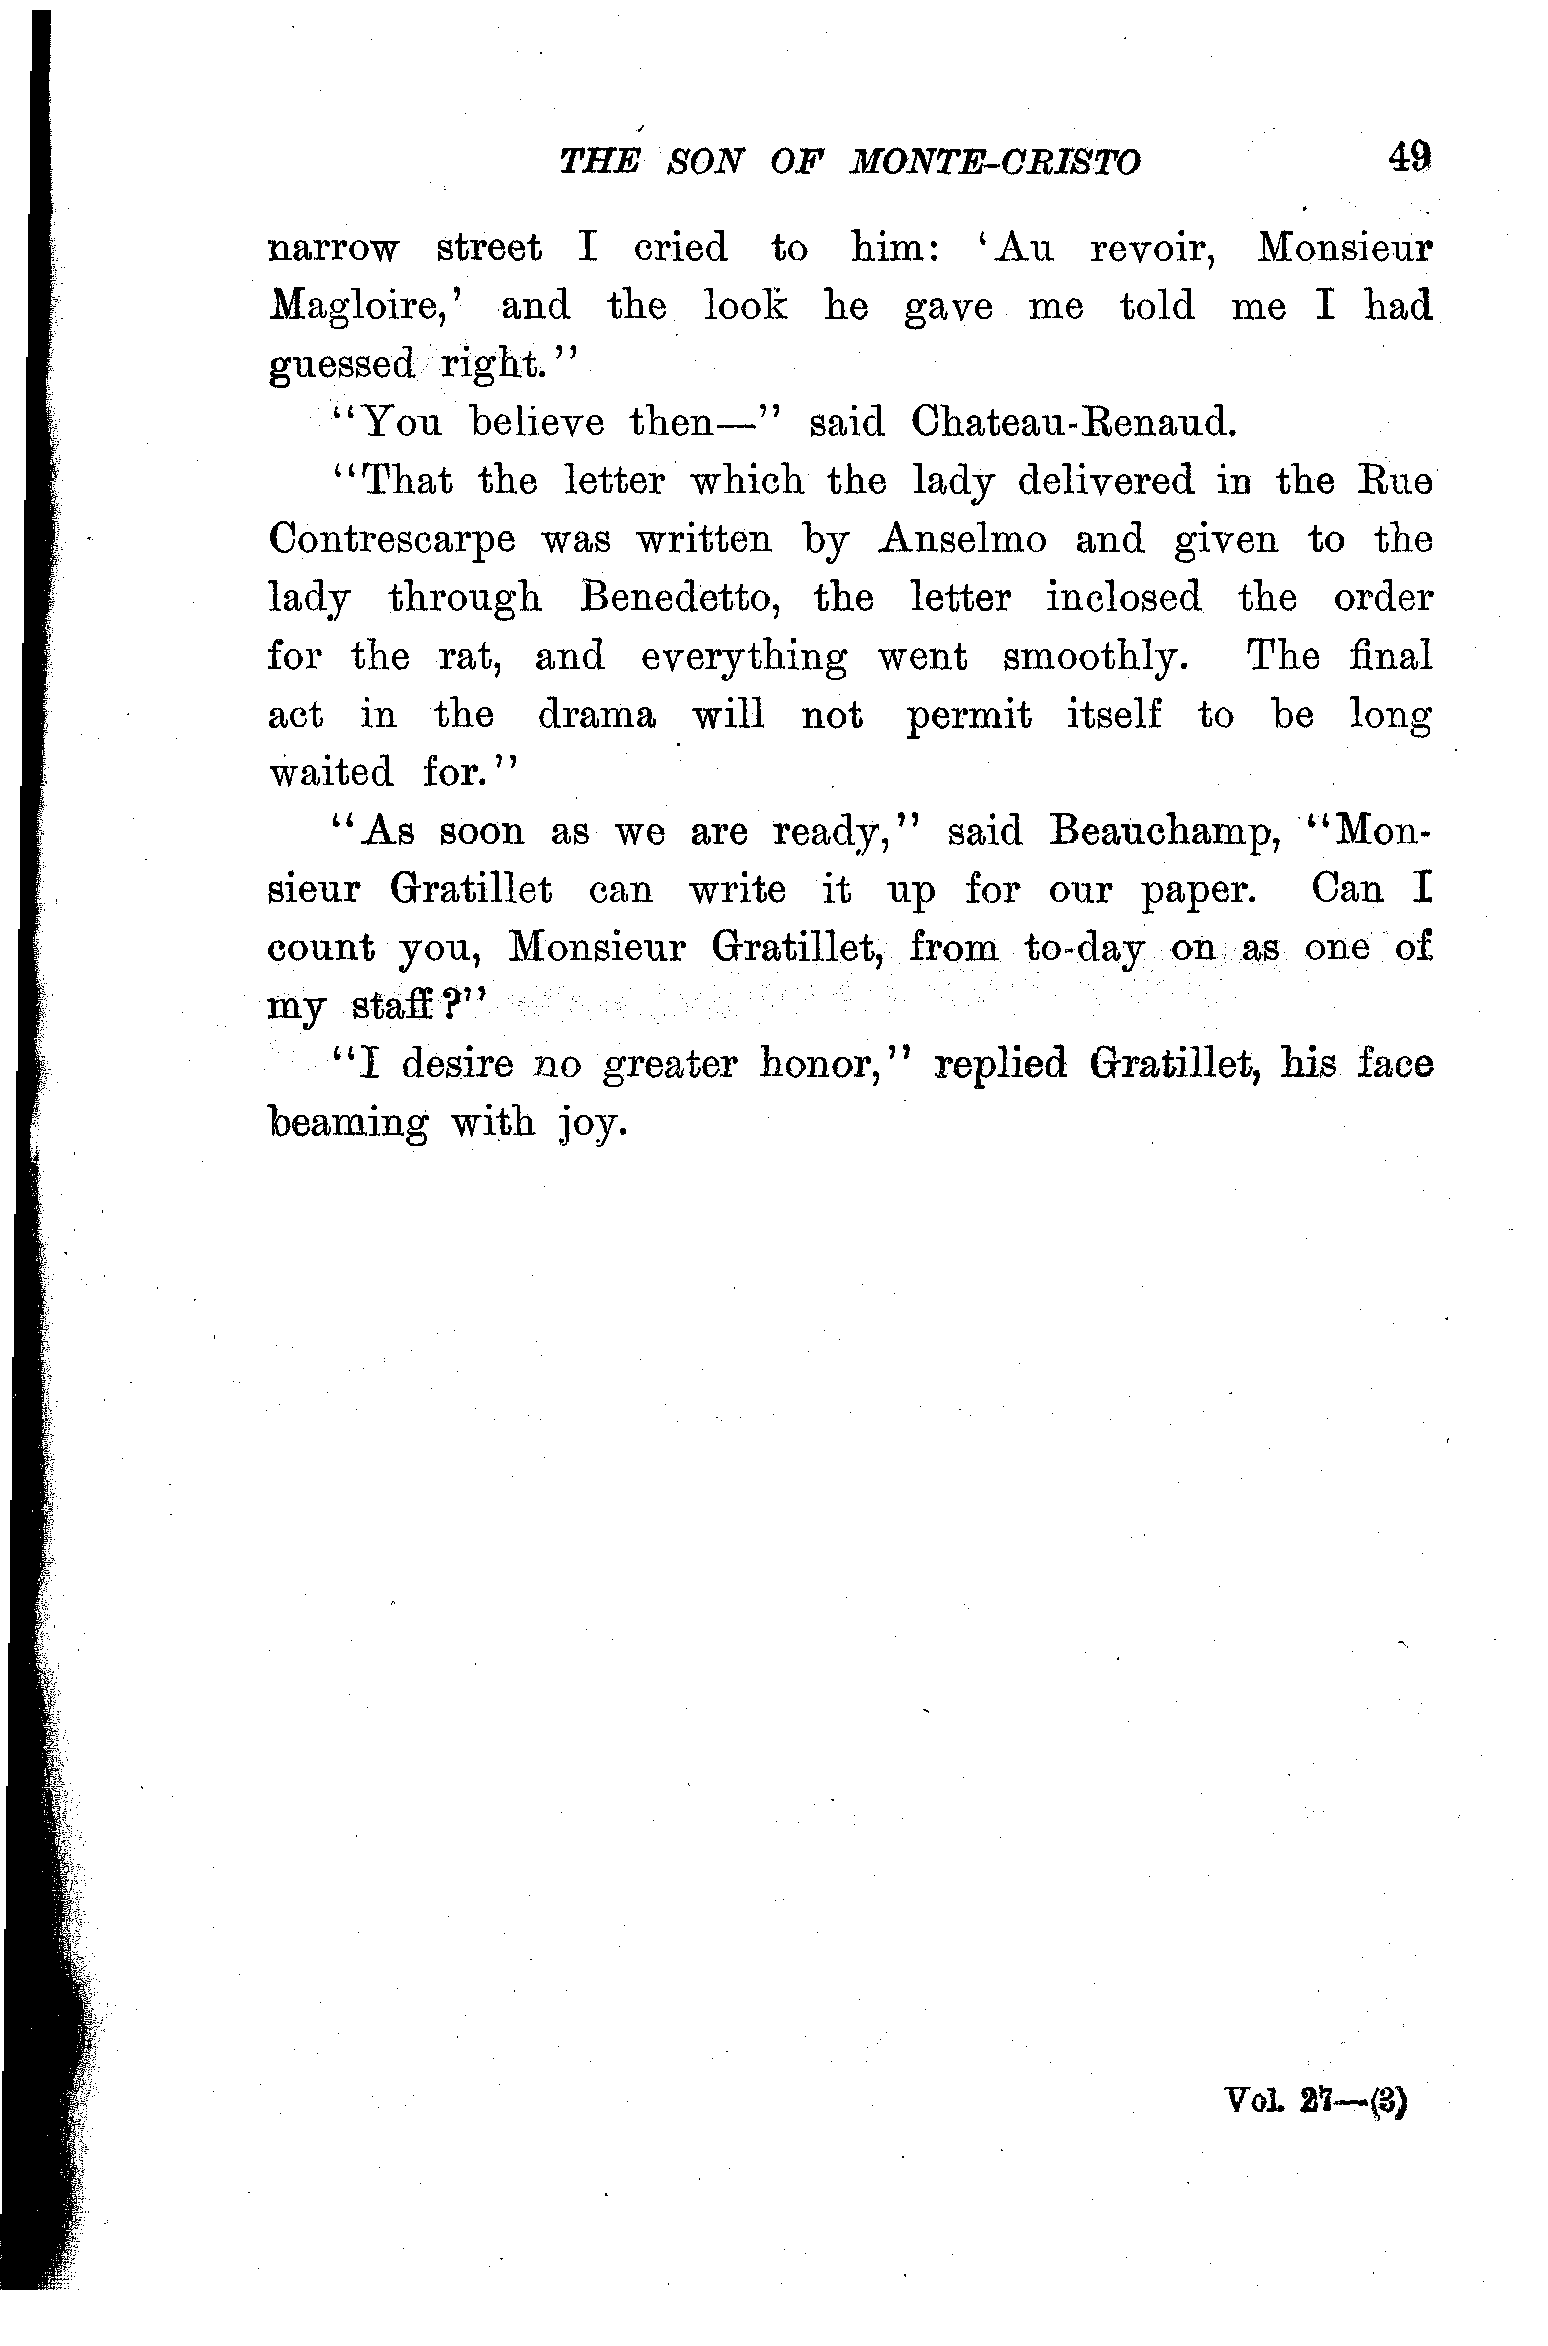 THE SON OF MONTE-CRISTO 49
narrow street I cried to him: ‘Au revoir, Monsieur
Magloire,’ and the look he gave me told me I had
guessed right.”
“You believe then—” said Chateau-Renaud.
“That the letter which the lady delivered in the Rue
Contrescarpe was written by Anselmo and given to the
lady through Benedetto, the letter inclosed the order
for the rat, and everything went smoothly. The final
act in the drama will not permit itself to be long
waited for.”
“As soon as we are ready,” said Beauchamp, “Mon-
sieur Gratillet can write it up for our paper. Can I
count you, Monsieur Gratillet, from to-day on as one of
my staff?”
“I desire no greater honor,” replied Gratillet, his face
beaming with joy.
Vol. 27—(3)